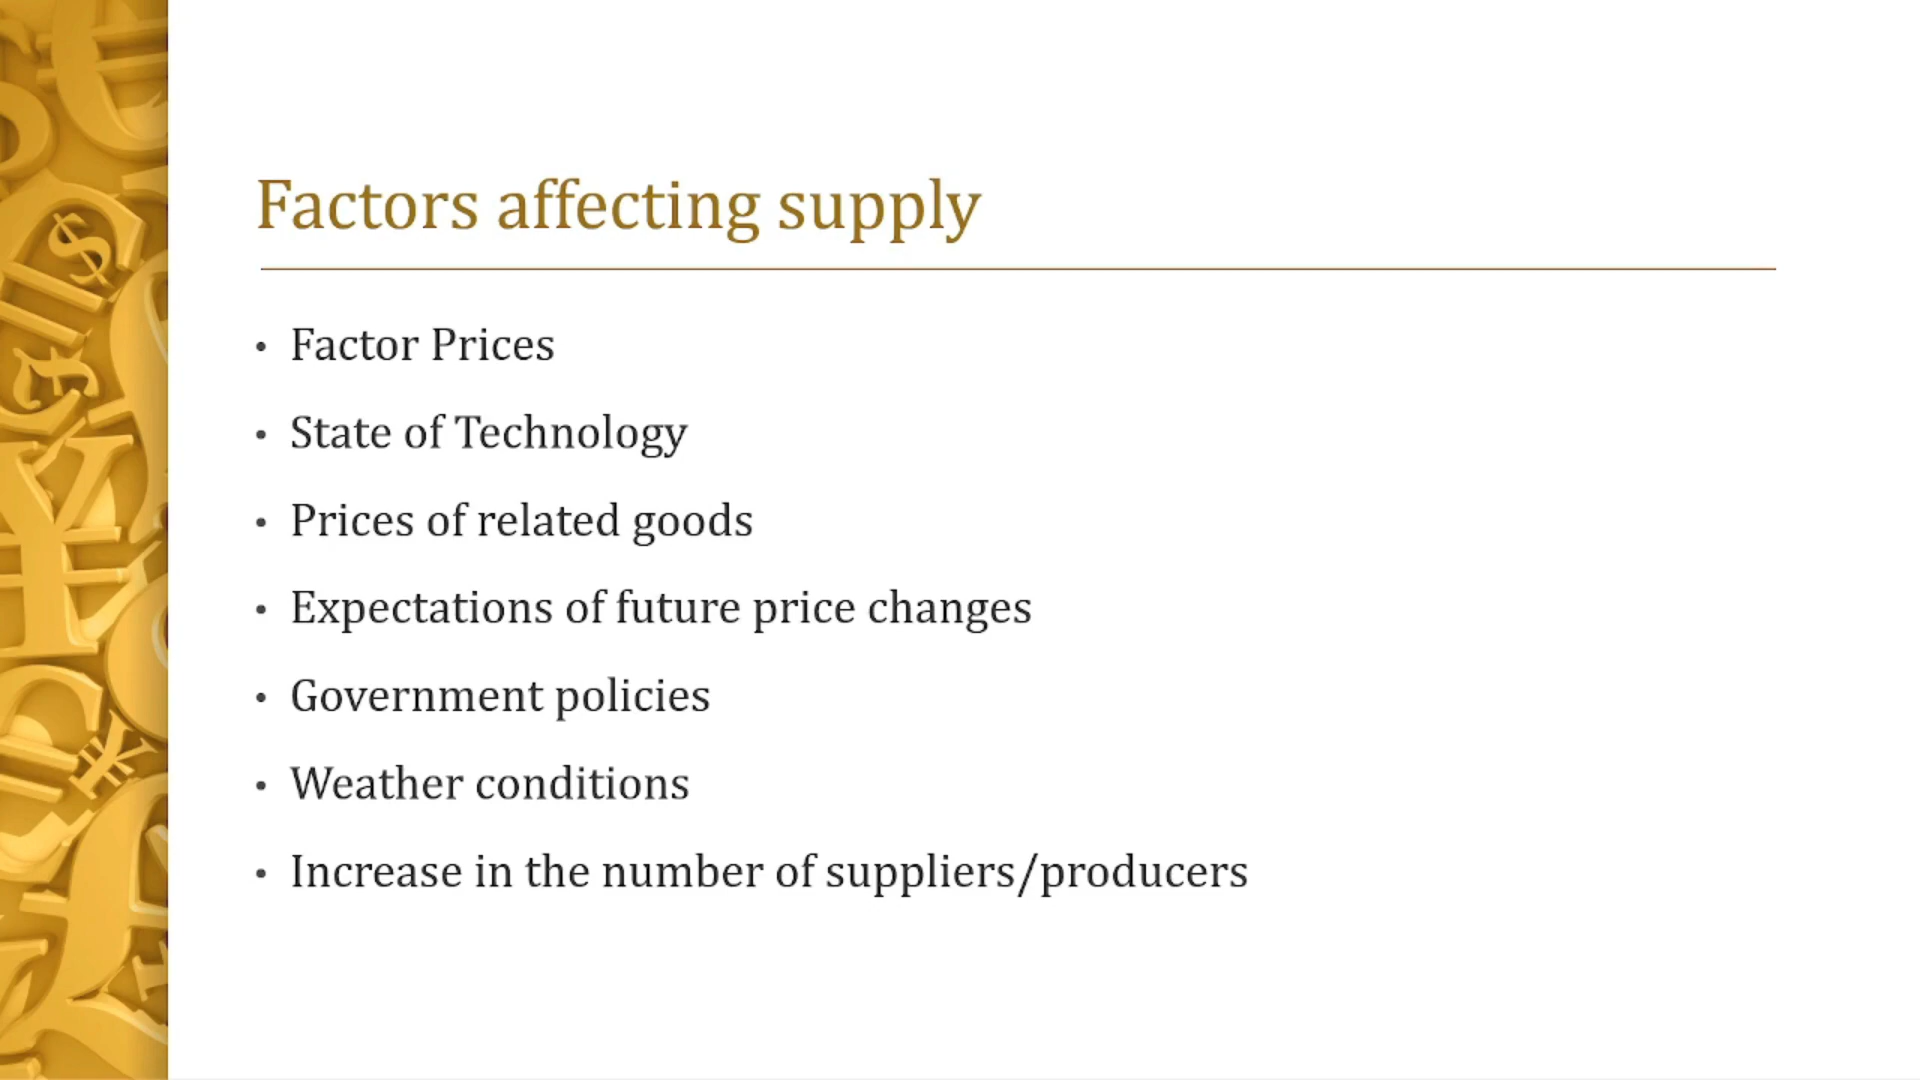 Factors affecting supply
• Factor Prices
• State of Technology
• Prices of related goods
• Expectations of future price changes
• Government policies
• Weather conditions
• Increase in the number of suppliers/producers